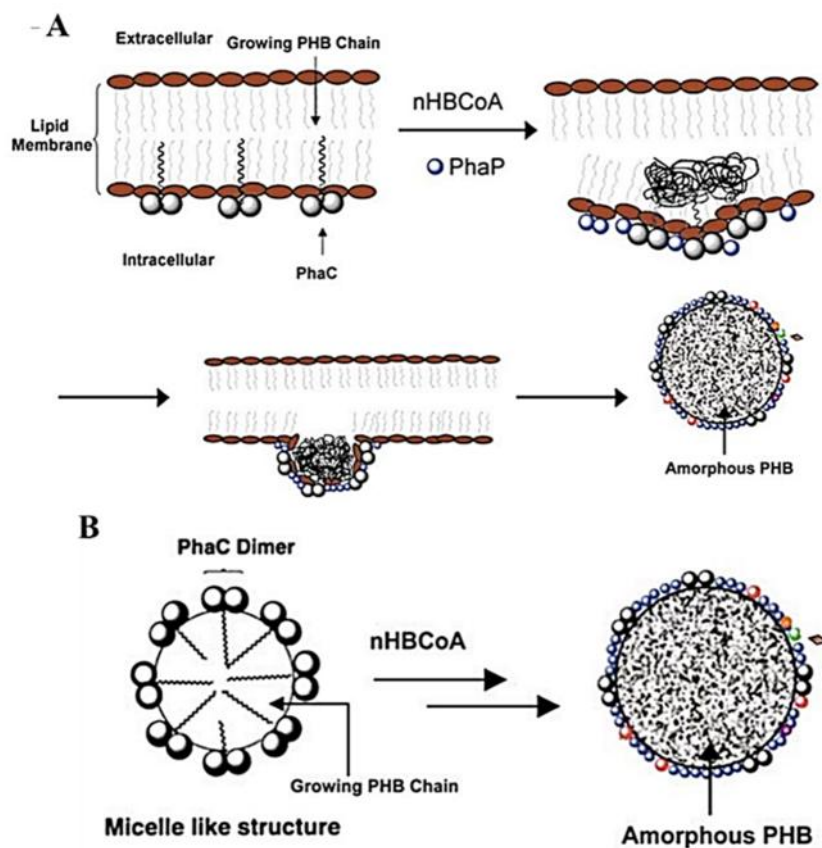 A
Extracellular
Growing PHB Chain
Lipid
Membrane
Intracellular
PhaC
nHBCoA
PhaP
Amorphous PHB
B
PhaC Dimer
nHBCoA
Growing PHB Chain
Micelle like structure
Amorphous PHB